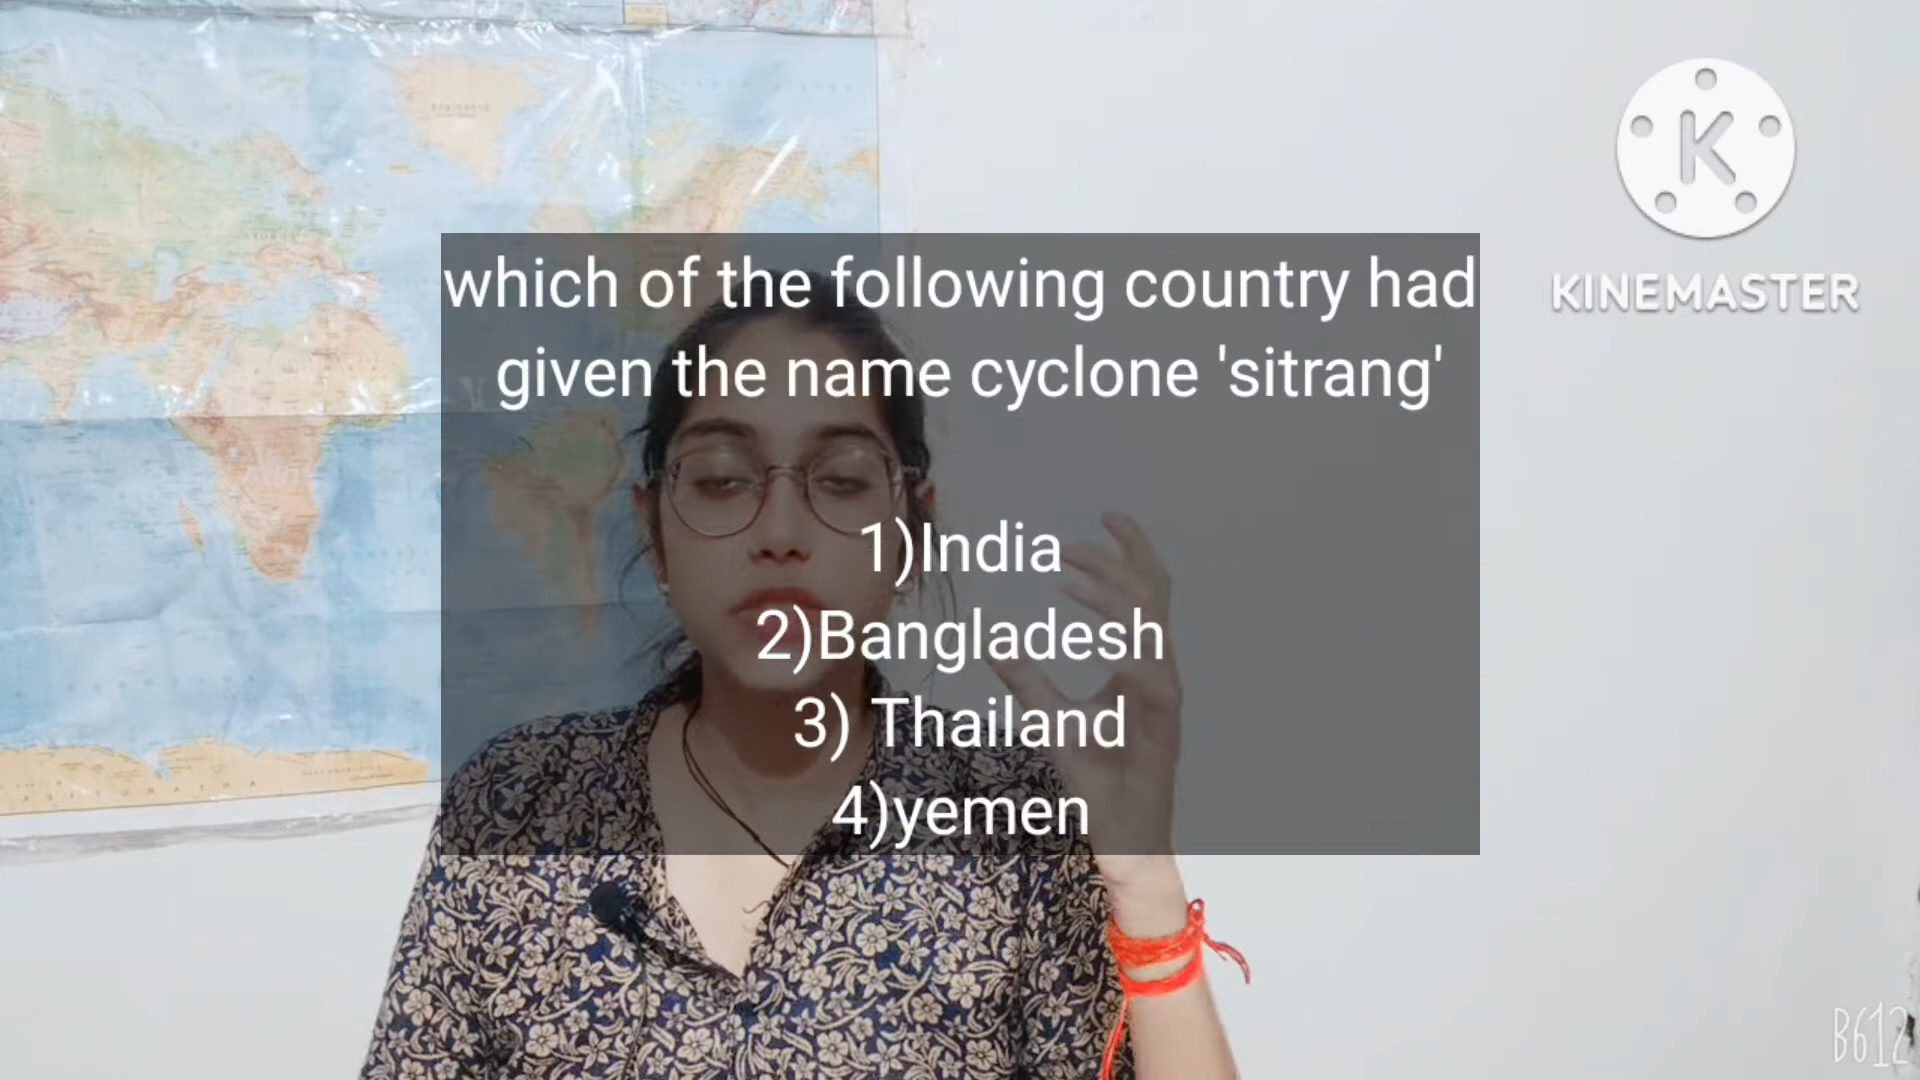 which of the following country had
given the name cyclone 'sitrang'
1)India
2)Bangladesh
3) Thailand
4)yemen
K
KINEMASTER
B612